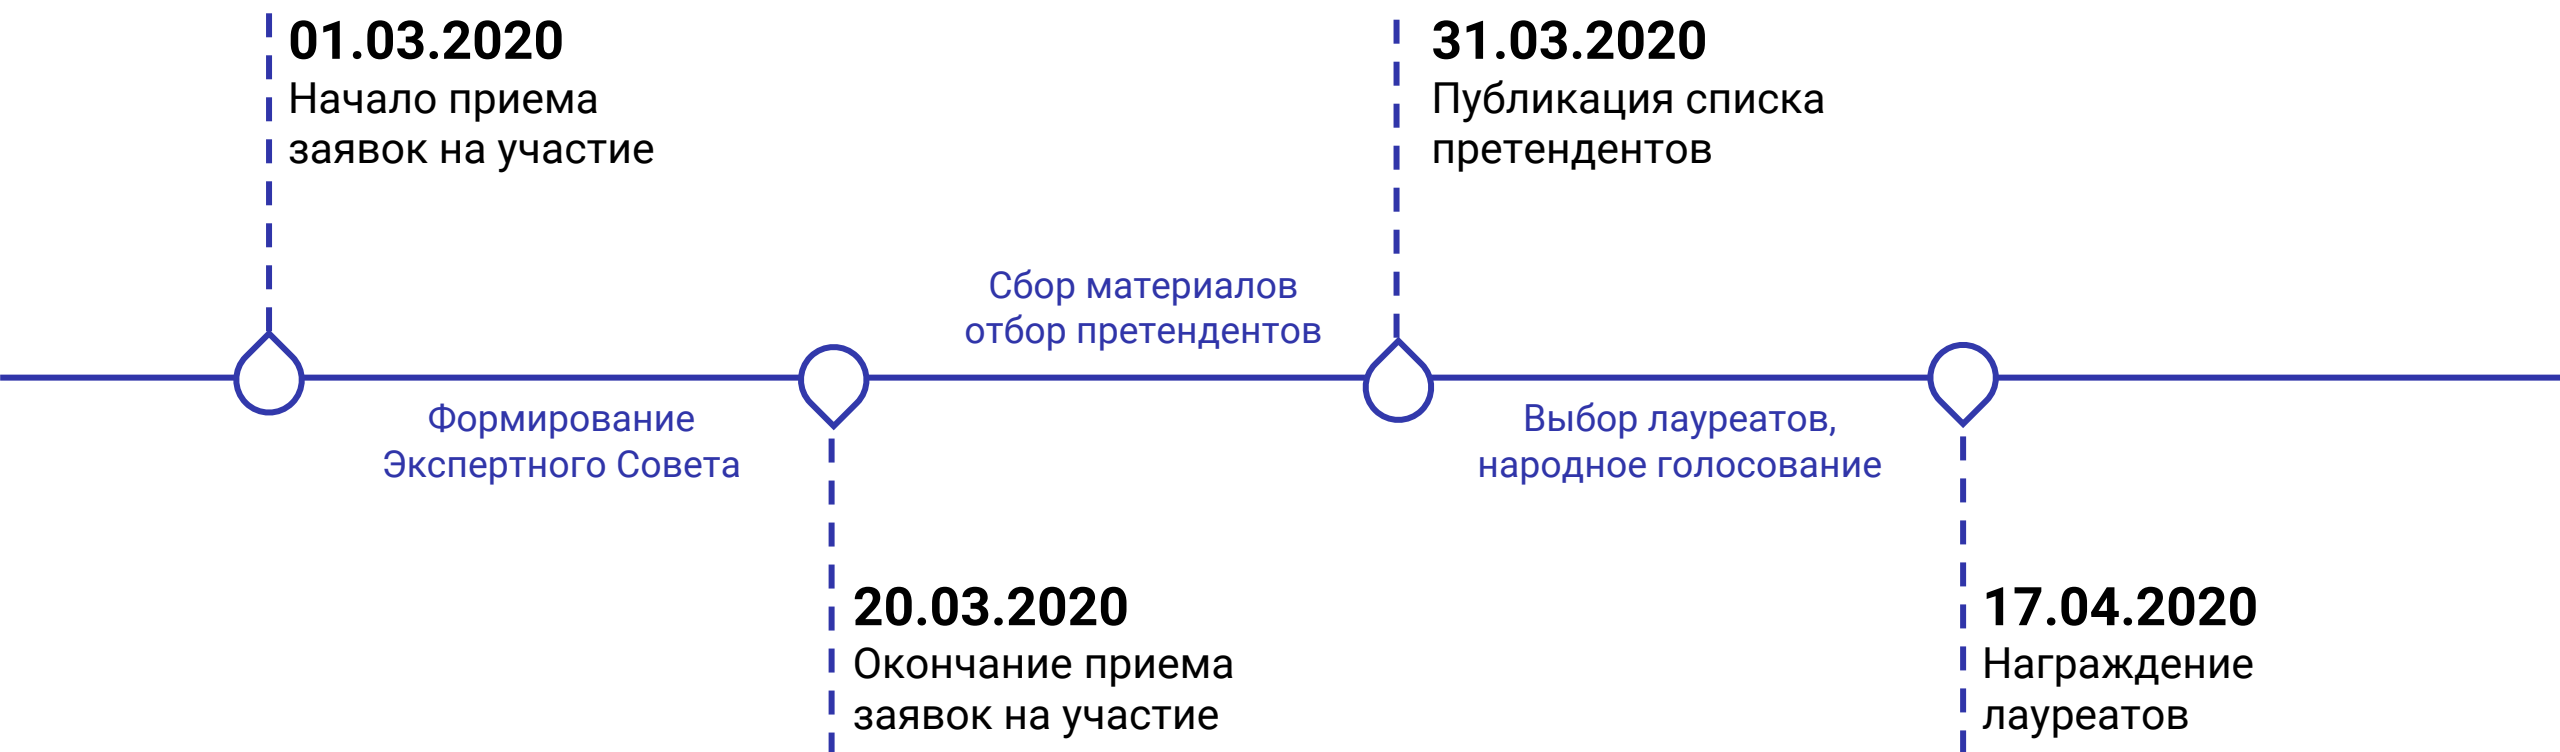 01.03.2020
Начало приема
заявок на участие
31.03.2020
Публикация списка
претендентов
Сбор материалов
отбор претендентов
Формирование
Экспертного Совета
Выбор лауреатов,
народное голосование
20.03.2020
Окончание приема
заявок на участие
17.04.2020
Награждение
лауреатов